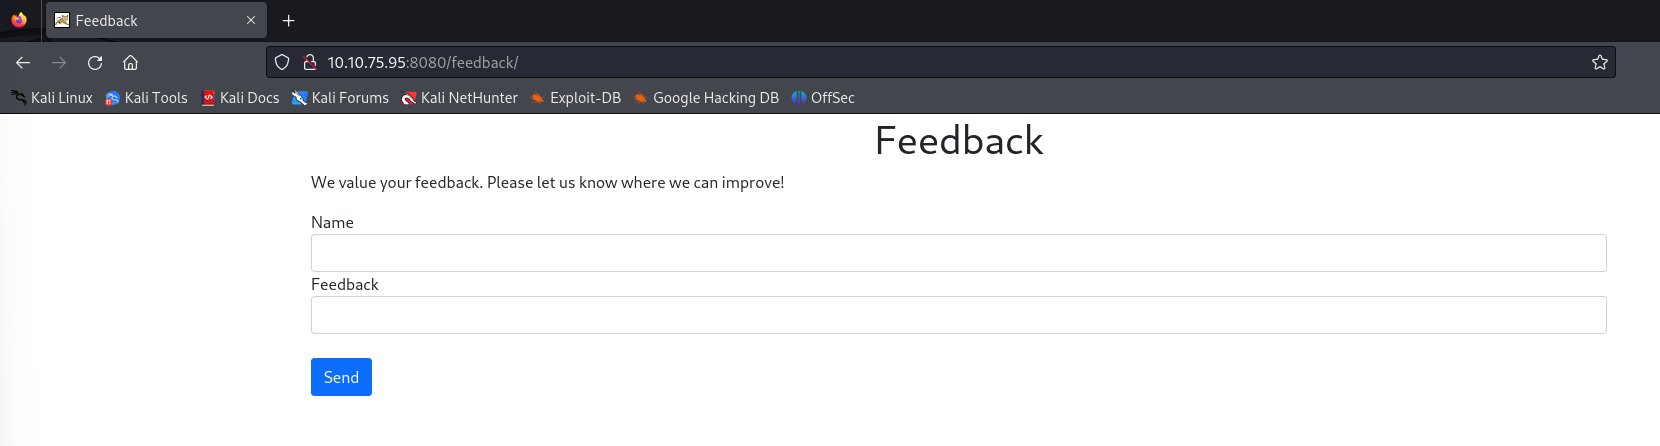 Feedback
10.10.75.95:8080/feedback/
Kali Linux Kali Tools Kali Docs Kali Forums Kali NetHunter Exploit-DB Google Hacking DB OffSec
Feedback
We value your feedback. Please let us know where we can improve!
Name
Feedback
Send